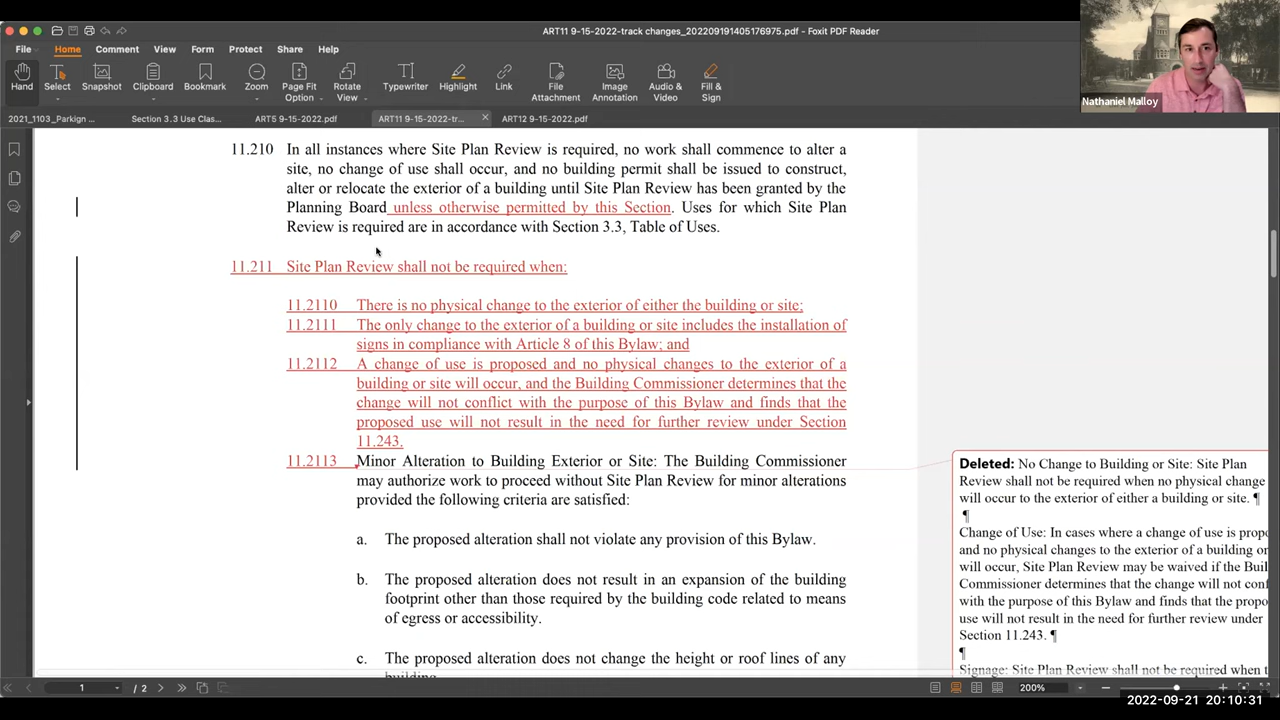 ART11 9-15-2022-track changes_202209191405176975.pdf - Foxit PDF Reader
File Home Comment View Form Protect Share Help
Hand Select Snapshot Clipboard Bookmark Zoom Page Fit Option Rotate View Typewriter Highlight Link File Attachment Image Annotation Audio & Video Fill & Sign
Nathaniel Malloy
2021_1103_Parkign ... Section 3.3 Use Clas... ART5 9-15-2022.pdf ART11 9-15-2022-tr... ART12 9-15-2022.pdf
11.210 In all instances where Site Plan Review is required, no work shall commence to alter a
site, no change of use shall occur, and no building permit shall be issued to construct,
alter or relocate the exterior of a building until Site Plan Review has been granted by the
Planning Board unless otherwise permitted by this Section. Uses for which Site Plan
Review is required are in accordance with Section 3.3, Table of Uses.
11.211 Site Plan Review shall not be required when:
11.2110 There is no physical change to the exterior of either the building or site;
11.2111 The only change to the exterior of a building or site includes the installation of
signs in compliance with Article 8 of this Bylaw; and
11.2112 A change of use is proposed and no physical changes to the exterior of a
building or site will occur, and the Building Commissioner determines that the
change will not conflict with the purpose of this Bylaw and finds that the
proposed use will not result in the need for further review under Section
11.243.
11.2113 Minor Alteration to Building Exterior or Site: The Building Commissioner
may authorize work to proceed without Site Plan Review for minor alterations
provided the following criteria are satisfied:
a. The proposed alteration shall not violate any provision of this Bylaw.
b. The proposed alteration does not result in an expansion of the building
footprint other than those required by the building code related to means
of egress or accessibility.
c. The proposed alteration does not change the height or roof lines of any
building.
Deleted: No Change to Building or Site: Site Plan
Review shall not be required when no physical change
will occur to the exterior of either a building or site. ¶
¶
Change of Use: In cases where a change of use is propo
and no physical changes to the exterior of a building or
will occur, Site Plan Review may be waived if the Buil
Commissioner determines that the change will not conf
with the purpose of this Bylaw and finds that the propo
use will not result in the need for further review under
Section 11.243. ¶
¶
Signage: Site Plan Review shall not be required when t
1 / 2 200%
2022-09-21 20:10:31